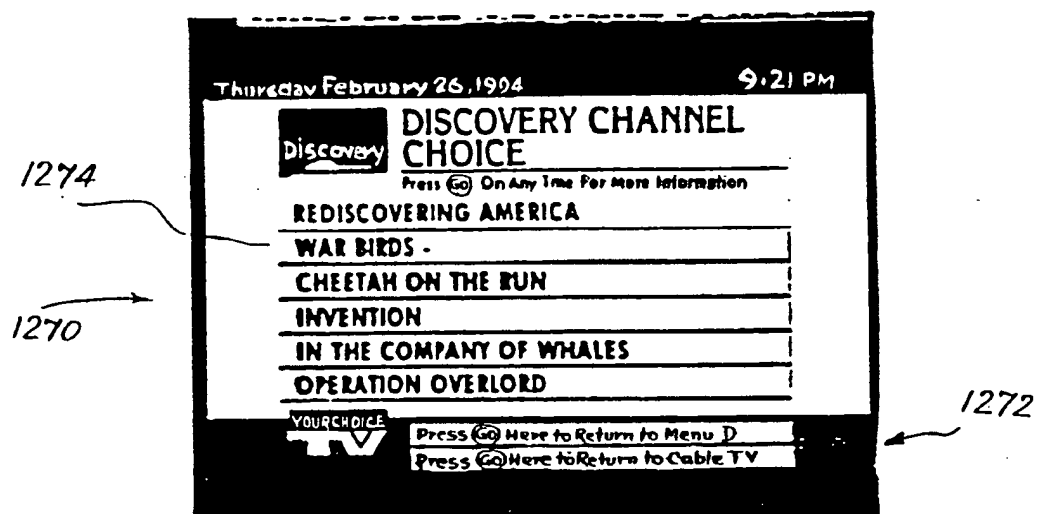 Thursday February 26, 1994 9:21 PM
Discovery
DISCOVERY CHANNEL
CHOICE
Press Go On Any Time For More Information
1274
REDISCOVERING AMERICA
WAR BIRDS -
CHEETAH ON THE RUN
1270
INVENTION
IN THE COMPANY OF WHALES
OPERATION OVERLORD
1272
YOUR CHOICE
TV
Press Go Here to Return to Menu D
Press Go Here to Return to Cable TV